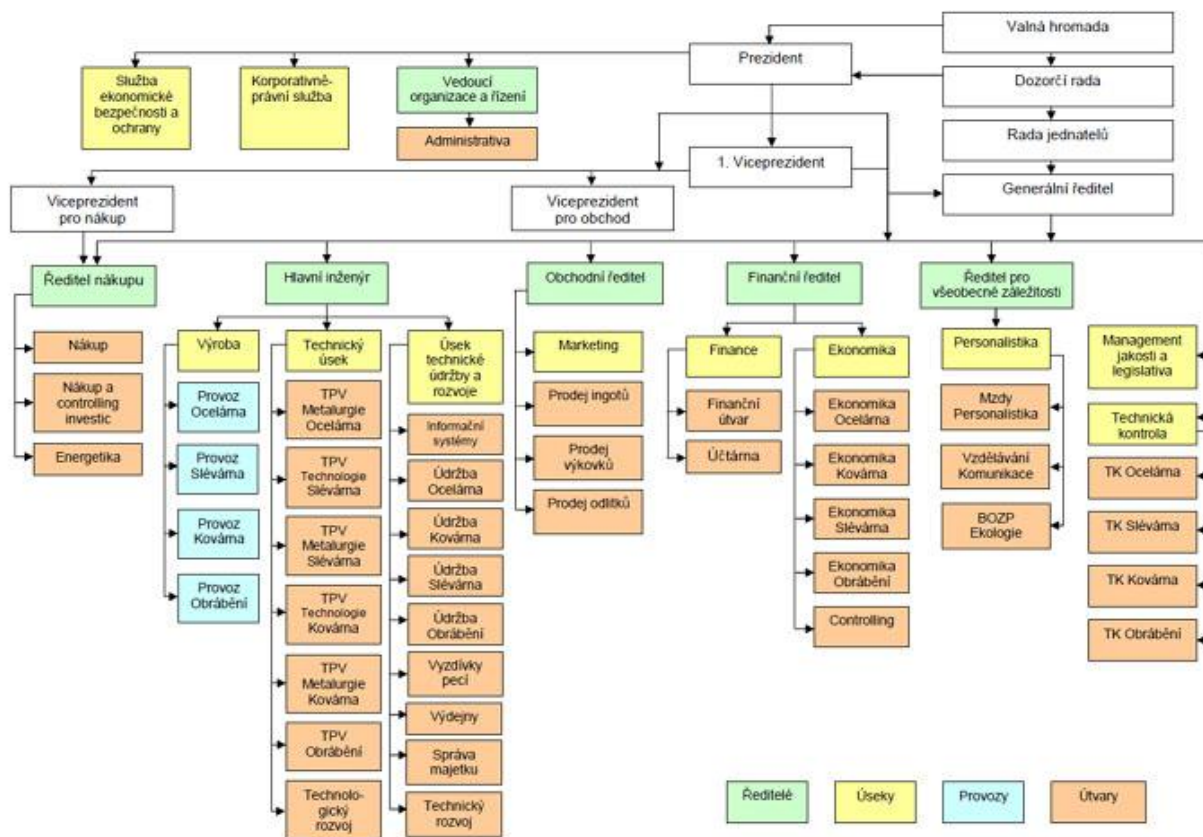 Valná hromada
Prezident
Dozorčí rada
Služba
ekonomické
bezpečnosti a
ochrany
Korporativně-
právní služba
Vedoucí
organizace a řízení
Administrativa
Rada jednatelů
1. Viceprezident
Generální ředitel
Viceprezident
pro nákup
Viceprezident
pro obchod
Ředitel nákupu
Hlavní inženýr
Obchodní ředitel
Finanční ředitel
Ředitel pro
všeobecné záležitosti
Nákup
Nákup a
controlling
investic
Energetika
Výroba
Provoz
Ocelárna
Provoz
Slévárna
Provoz
Kovárna
Provoz
Obrábění
Technický
úsek
TPV
Metalurgie
Ocelárna
TPV
Technologie
Slévárna
TPV
Metalurgie
Slévárna
TPV
Technologie
Kovárna
TPV
Metalurgie
Kovárna
TPV
Obrábění
Technolo-
gický
rozvoj
Úsek
technické
údržby a
rozvoje
Informační
systémy
Údržba
Ocelárna
Údržba
Kovárna
Údržba
Slévárna
Údržba
Obrábění
Vyzdívky
pecí
Výdejny
Správa
majetku
Technický
rozvoj
Marketing
Prodej ingotů
Prodej
výkovků
Prodej odlitků
Finance
Finanční
útvar
Účtárna
Ekonomika
Ekonomika
Ocelárna
Ekonomika
Kovárna
Ekonomika
Slévárna
Ekonomika
Obrábění
Controlling
Personalistika
Mzdy
Personalistika
Vzdělávání
Komunikace
BOZP
Ekologie
Management
jakosti a
legislativa
Technická
kontrola
TK Ocelárna
TK Slévárna
TK Kovárna
TK Obrábění
Ředitelé
Úseky
Provozy
Útvary